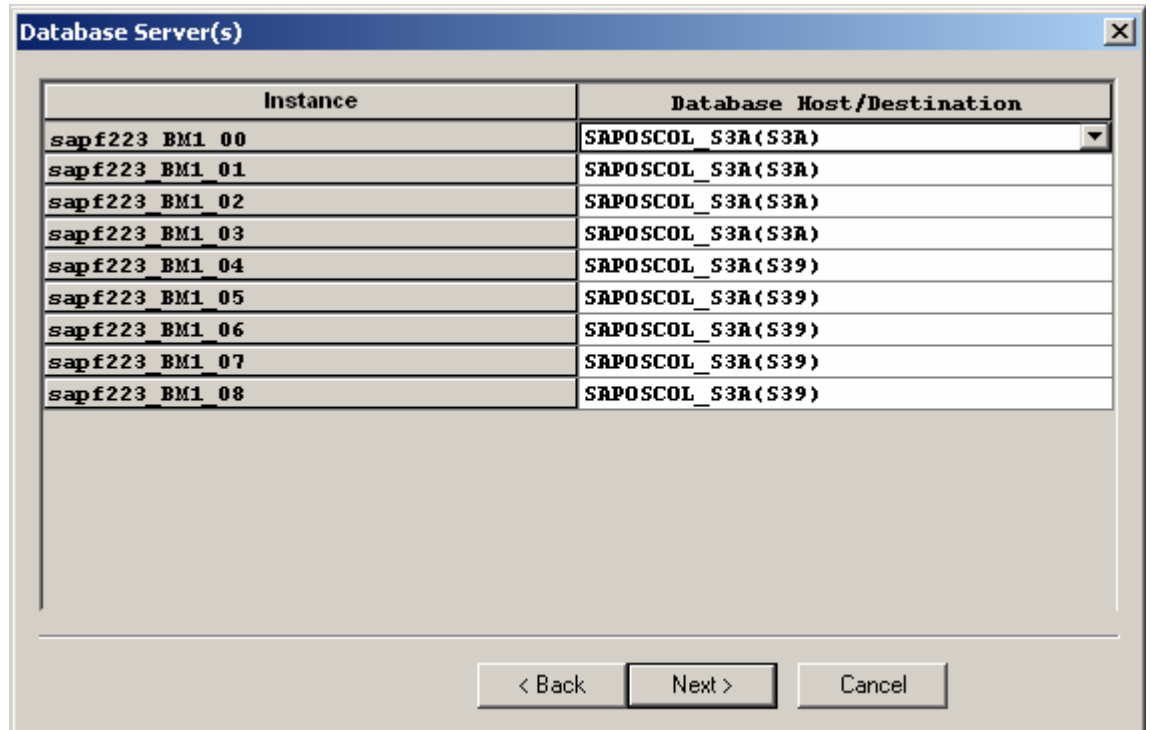 Database Server(s)
Instance Database Host/Destination
sapf223_BM1_00 SAPOSCOL_S3A(S3A)
sapf223_BM1_01 SAPOSCOL_S3A(S3A)
sapf223_BM1_02 SAPOSCOL_S3A(S3A)
sapf223_BM1_03 SAPOSCOL_S3A(S3A)
sapf223_BM1_04 SAPOSCOL_S3A(S39)
sapf223_BM1_05 SAPOSCOL_S3A(S39)
sapf223_BM1_06 SAPOSCOL_S3A(S39)
sapf223_BM1_07 SAPOSCOL_S3A(S39)
sapf223_BM1_08 SAPOSCOL_S3A(S39)
< Back Next > Cancel